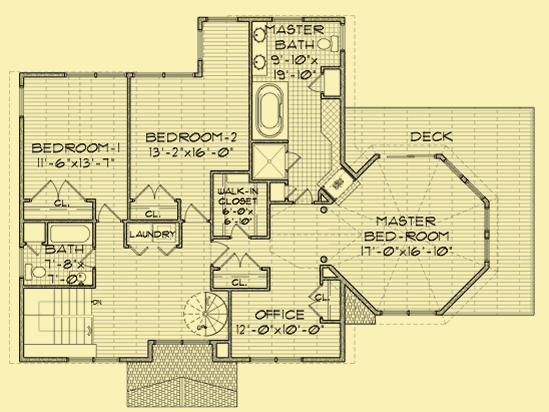 MASTER
BATH
9'-10"x
19'-10"
BEDROOM-1
11'-6"x13'-7"
BEDROOM-2
13'-2"x16'-0"
DECK
WALK-IN
CLOSET
6'-0"x
6'-10"
CL.
CL.
MASTER
BED-ROOM
17'-0"x16'-10"
LAUNDRY
BATH
7'-8"x
7'-0"
CL.
CL.
OFFICE
12'-0"x10'-0"